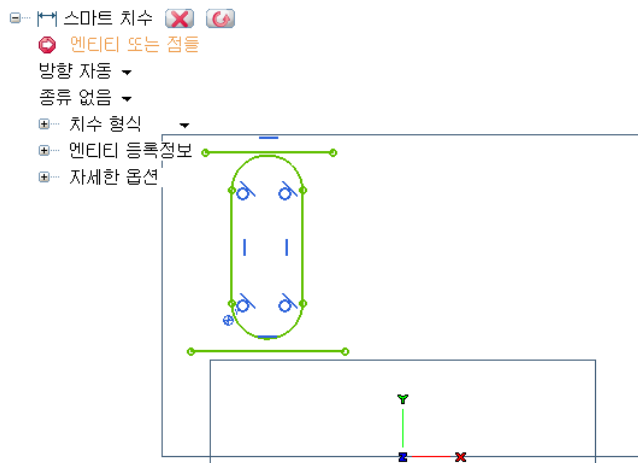 스마트 치수
엔티티 또는 점들
방향 자동
종류 없음
치수 형식
엔티티 등록정보
자세한 옵션
Y
Z X